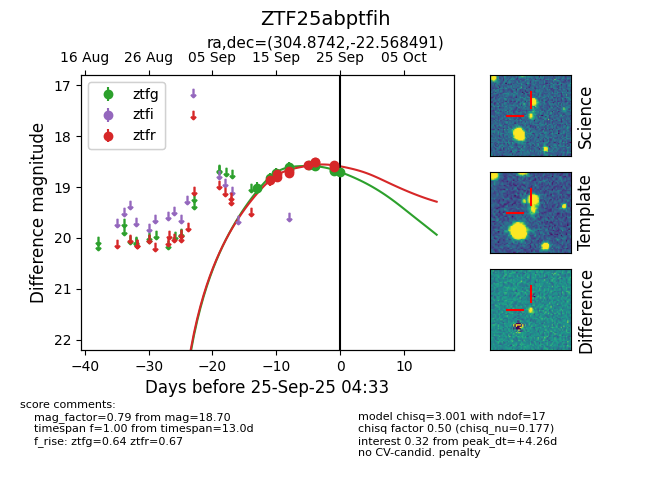 ZTF25abptfih
ra,dec=(304.8742,-22.568491)
16 Aug 26 Aug 05 Sep 15 Sep 25 Sep 05 Oct
ztfg
ztfi
ztfr
17
18
19
20
21
22
Difference magnitude
−40 −30 −20 −10 0 10
Days before 25-Sep-25 04:33
Science
Template
Difference
score comments:
mag_factor=0.79 from mag=18.70
timespan f=1.00 from timespan=13.0d
f_rise: ztfg=0.64 ztfr=0.67
model chisq=3.001 with ndof=17
chisq factor 0.50 (chisq_nu=0.177)
interest 0.32 from peak_dt=+4.26d
no CV-candid. penalty